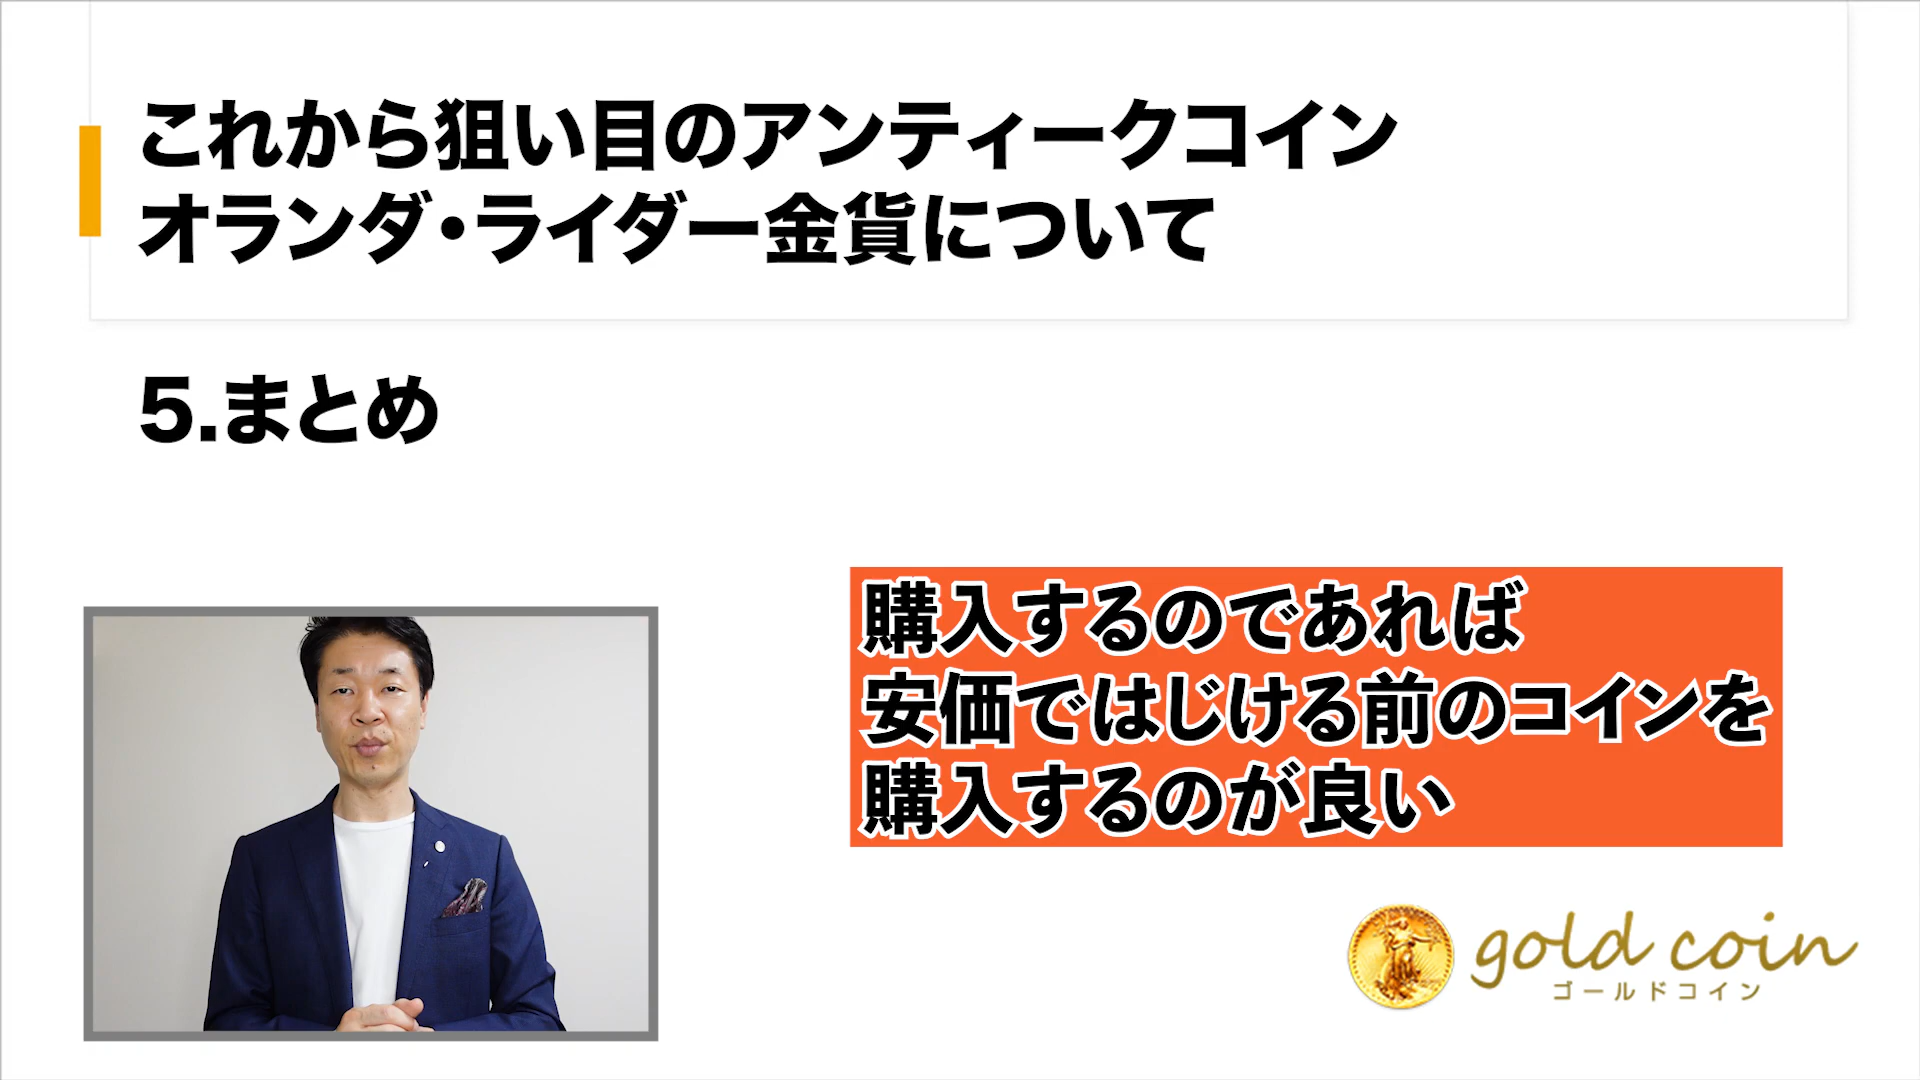 これから狙い目のアンティークコイン
オランダ・ライダー金貨について
5.まとめ
購入するのであれば
安価ではじける前のコインを
購入するのが良い
gold coin
ゴールドコイン